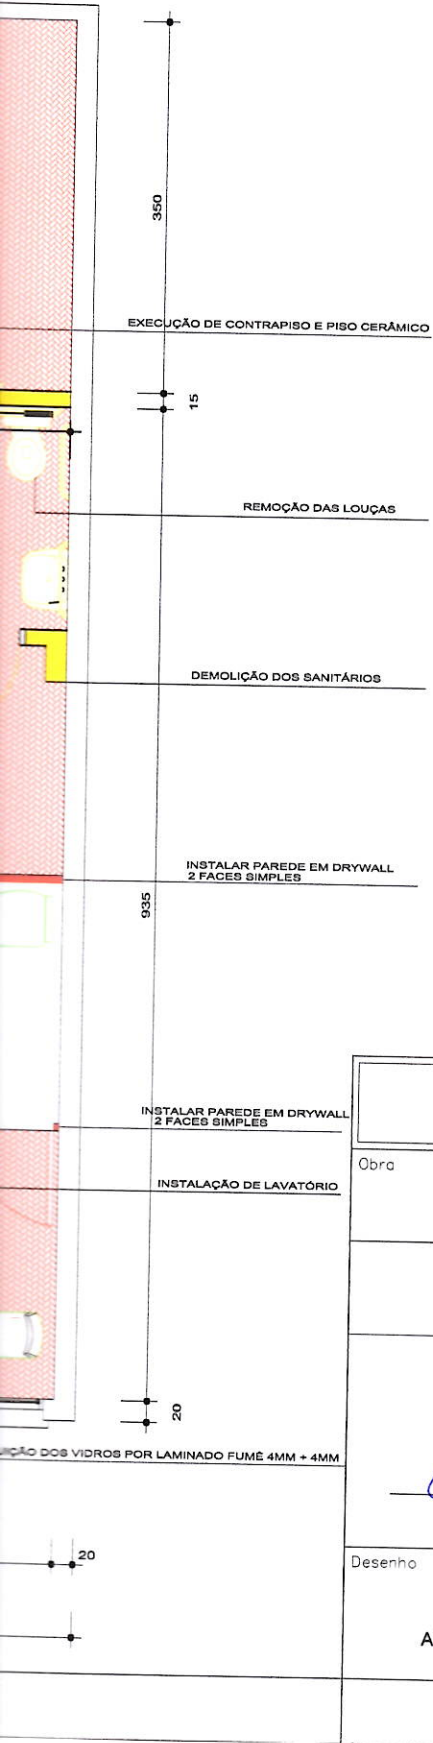 350
EXECUÇÃO DE CONTRAPISO E PISO CERÂMICO
15
REMOÇÃO DAS LOUÇAS
DEMOLIÇÃO DOS SANITÁRIOS
INSTALAR PAREDE EM DRYWALL
2 FACES SIMPLES
935
INSTALAR PAREDE EM DRYWALL
2 FACES SIMPLES
Obra
INSTALAÇÃO DE LAVATÓRIO
20
UIÇÃO DOS VIDROS POR LAMINADO FUMÊ 4MM + 4MM
20
Desenho
A